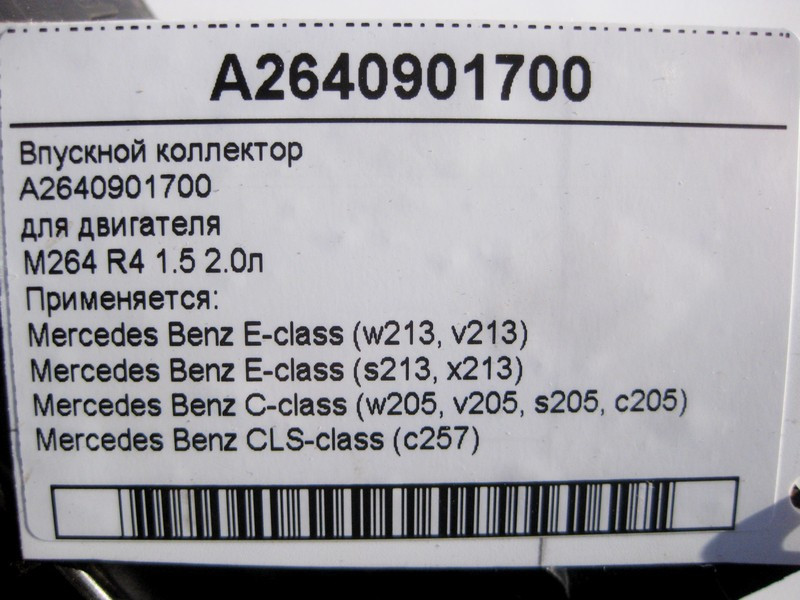 A2640901700
Впускной коллектор
A2640901700
для двигателя
M264 R4 1.5 2.0л
Применяется:
Mercedes Benz E-class (w213, v213)
Mercedes Benz E-class (s213, x213)
Mercedes Benz C-class (w205, v205, s205, c205)
Mercedes Benz CLS-class (c257)